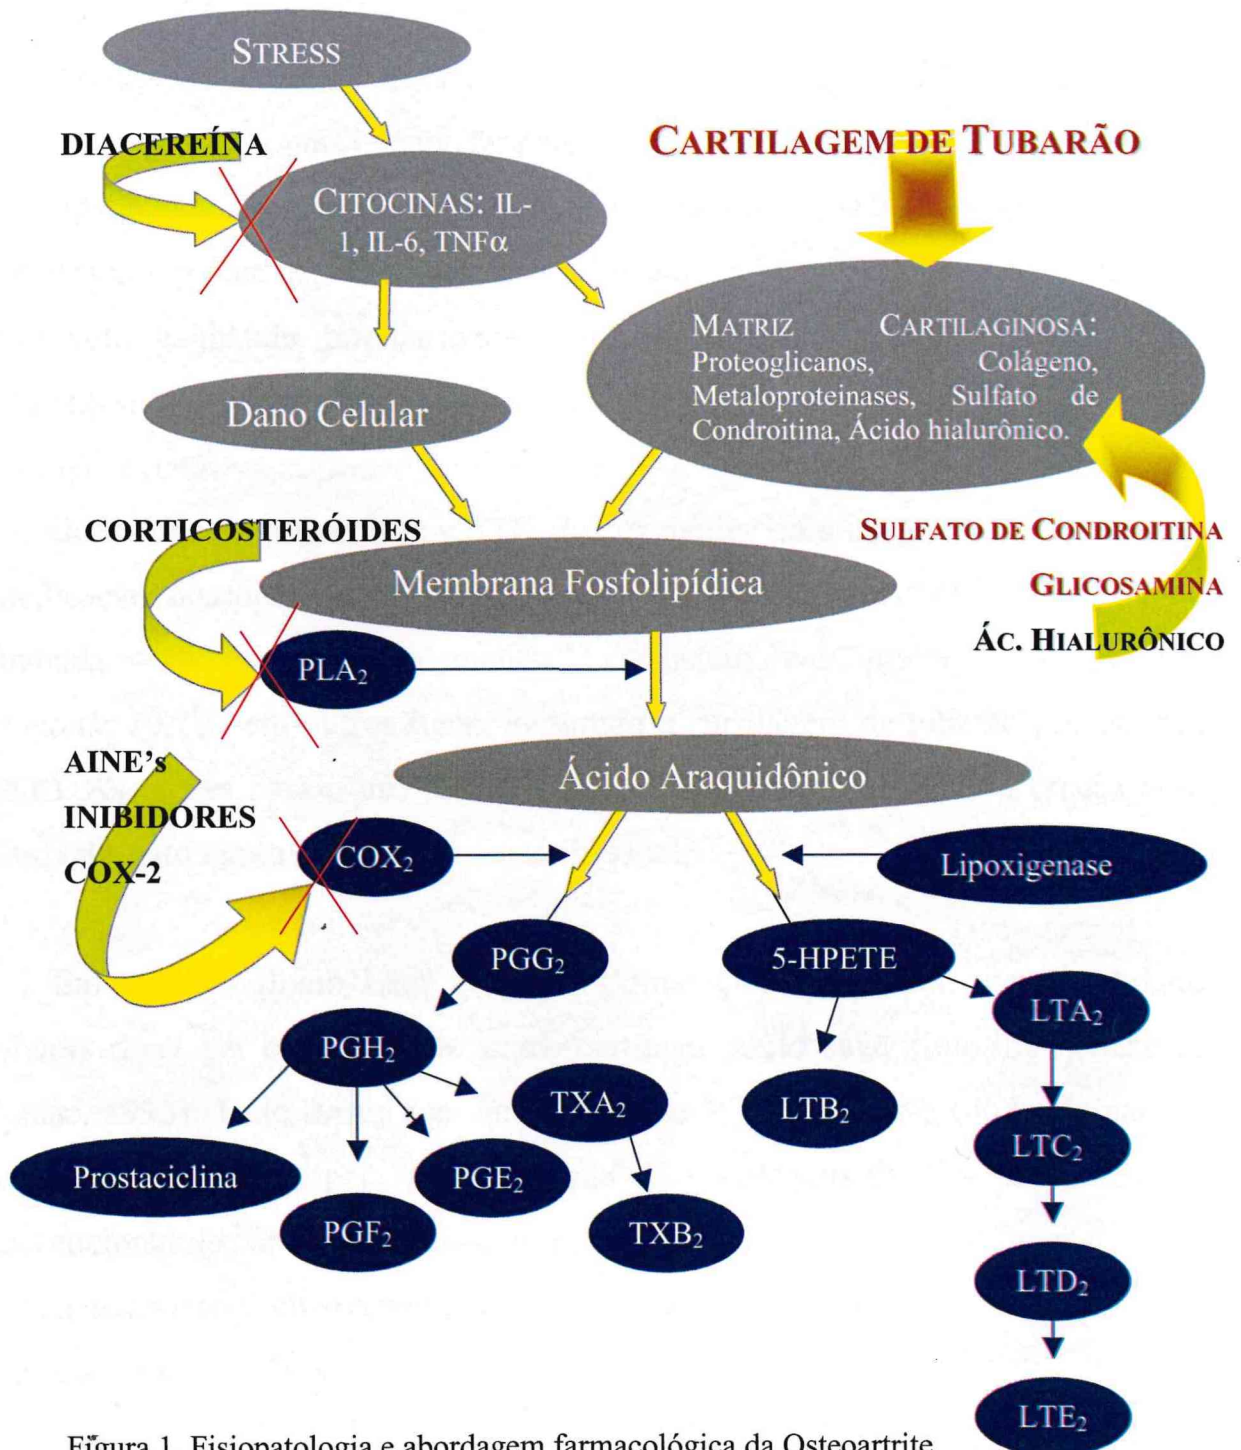 STRESS
DIACEREÍNA
CARTILAGEM DE TUBARÃO
CITOCINAS: IL-
1, IL-6, TNFα
MATRIZ CARTILAGINOSA:
Proteoglicanos, Colágeno,
Metaloproteinases, Sulfato de
Condroitina, Ácido hialurônico.
Dano Celular
CORTICOSTERÓIDES
SULFATO DE CONDROITINA
GLICOSAMINA
ÁC. HIALURÔNICO
Membrana Fosfolipídica
PLA₂
AINE's
INIBIDORES
COX-2
Ácido Araquidônico
COX₂
Lipoxigenase
PGG₂
5-HPETE
LTA₂
PGH₂
TXA₂
LTB₂
LTC₂
Prostaciclina
PGE₂
PGF₂
TXB₂
LTD₂
LTE₂
Figura 1. Fisiopatologia e abordagem farmacológica da Osteoartrite